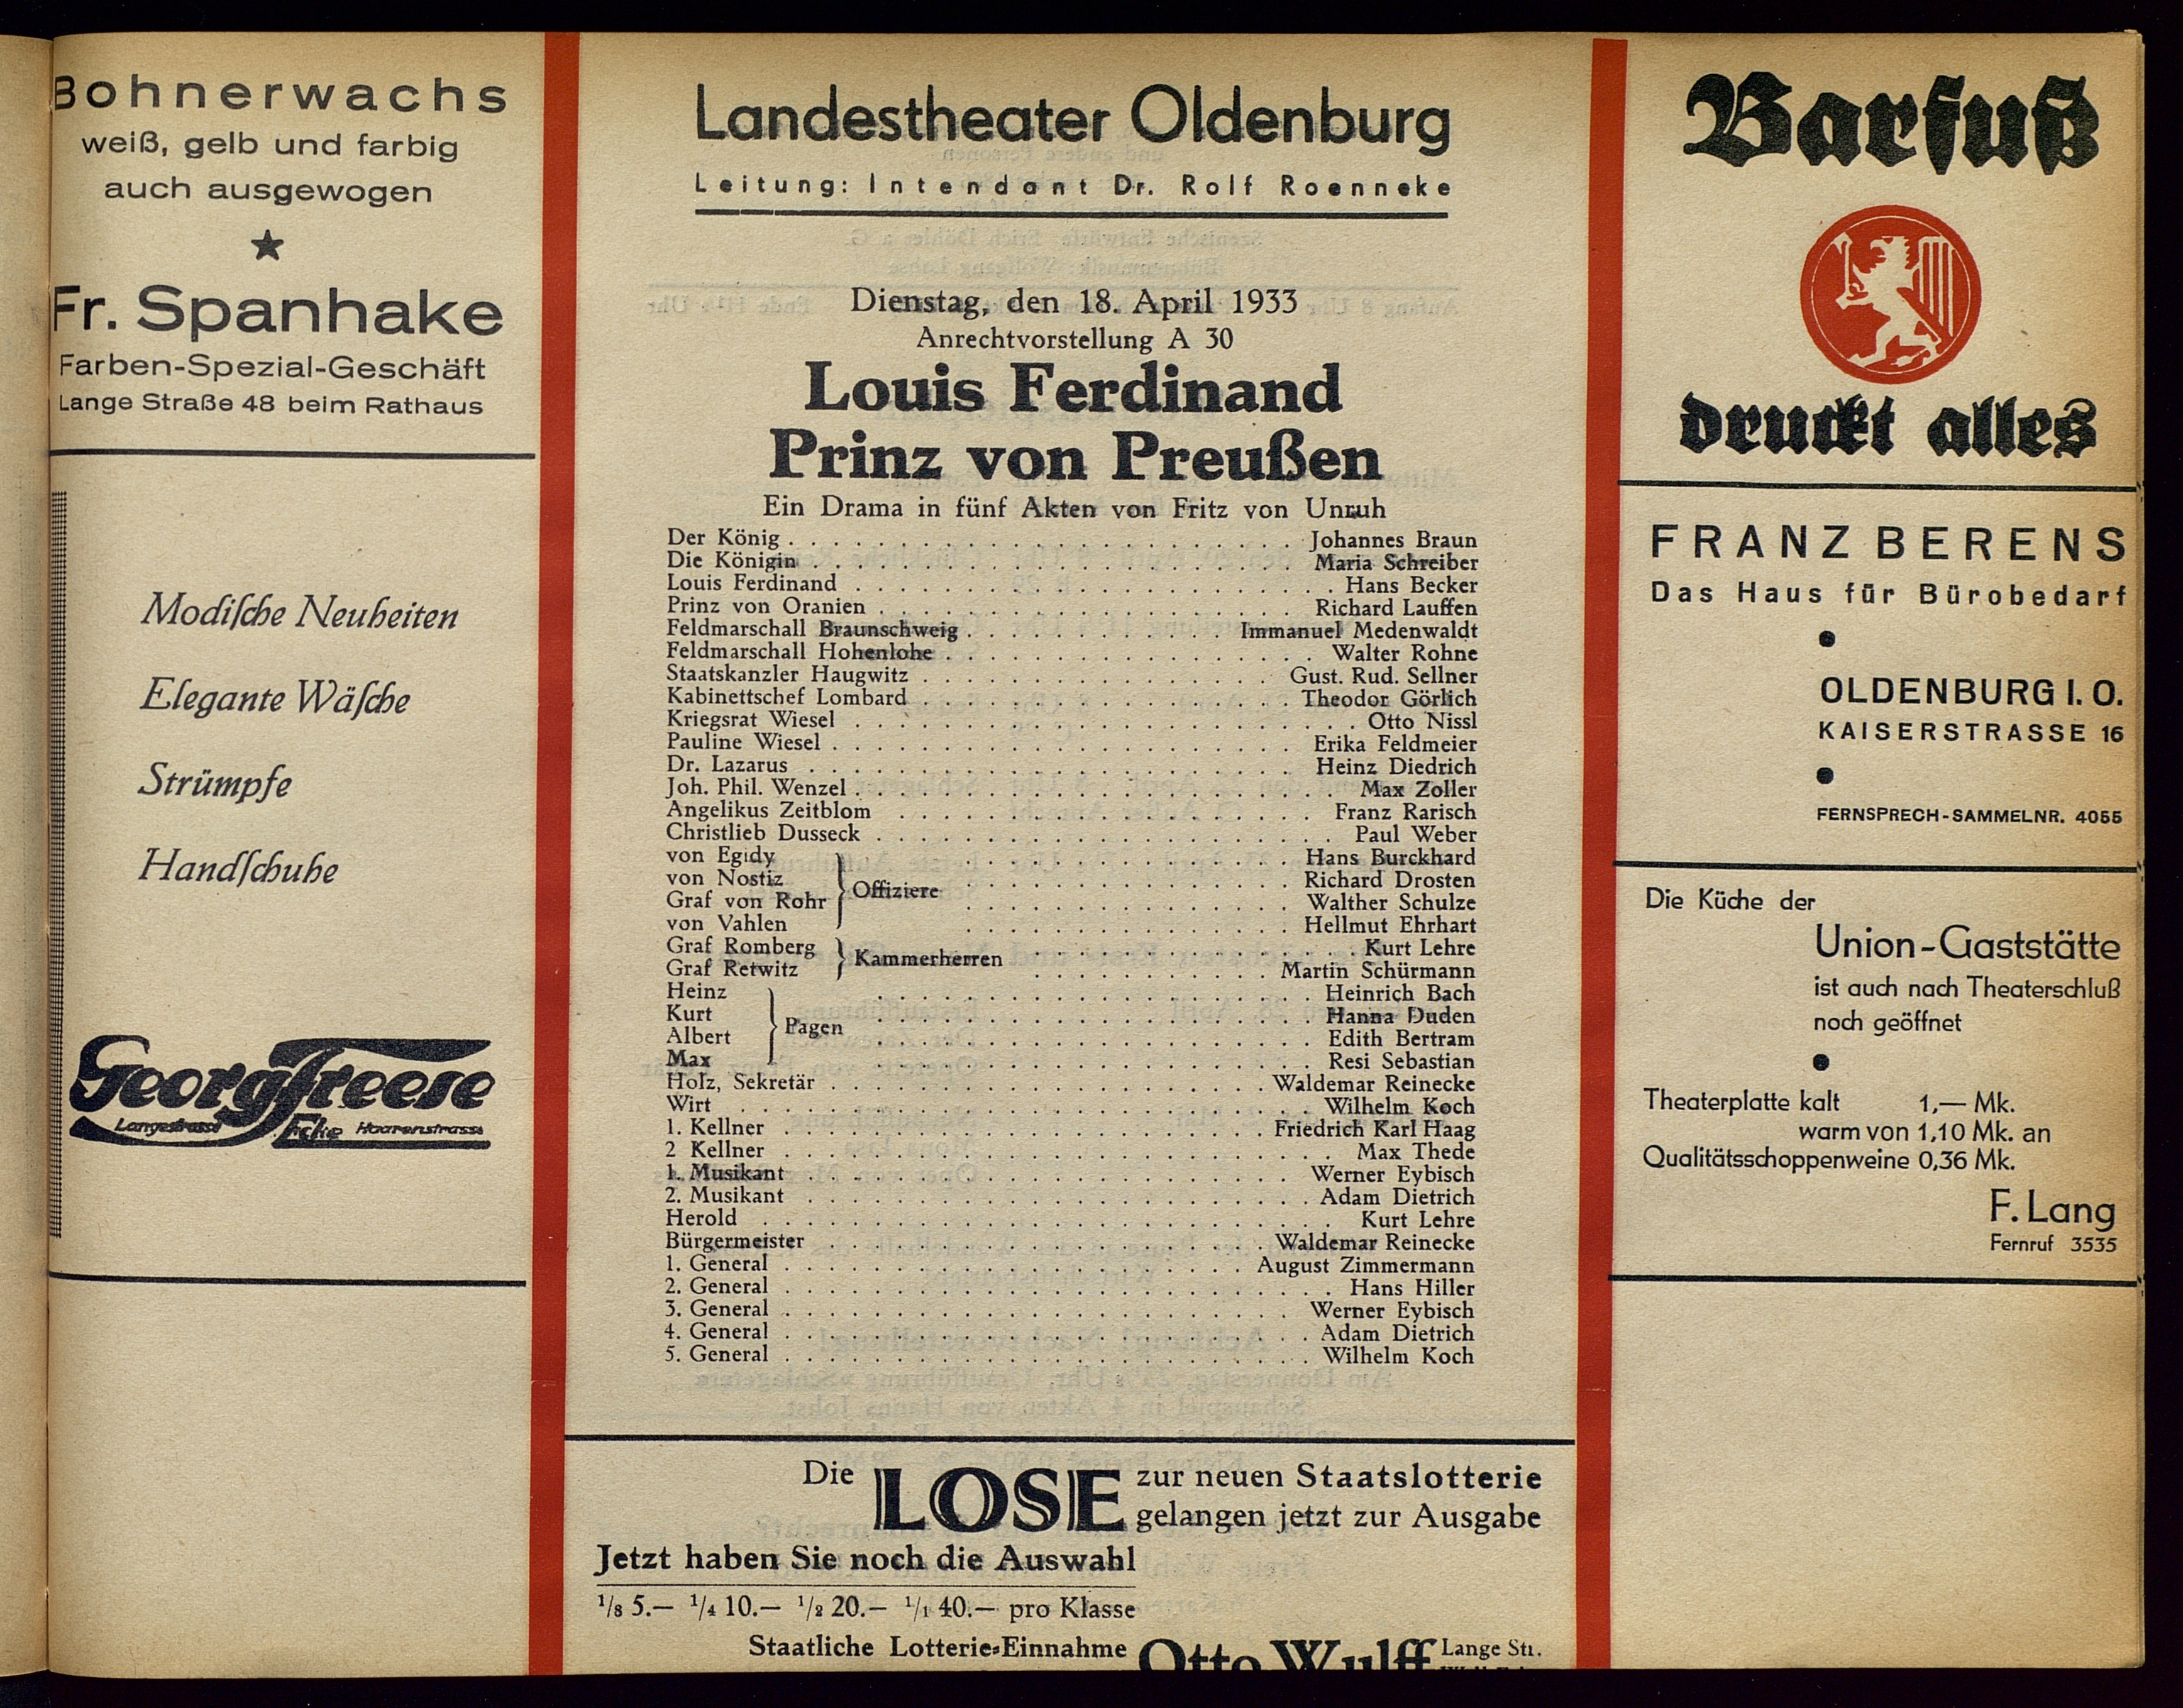 Bohnerwachs
weiß, gelb und farbig
auch ausgewogen
Fr. Spanhake
Farben-Spezial-Geschäft
Lange Straße 48 beim Rathaus
Modische Neuheiten
Elegante Wäsche
Strümpfe
Handschuhe
Georg Freese
Langestrasse Ecke Haarenstrasse
Landestheater Oldenburg
Leitung: Intendant Dr. Rolf Roenneke
Dienstag, den 18. April 1933
Anrechtvorstellung A 30
Louis Ferdinand
Prinz von Preußen
Ein Drama in fünf Akten von Fritz von Unruh
Der König . . . Johannes Braun
Die Königin . . . Maria Schreiber
Louis Ferdinand . . . Hans Becker
Prinz von Oranien . . . Richard Lauffen
Feldmarschall Braunschweig . . . Immanuel Medenwaldt
Feldmarschall Hohenlohe . . . Walter Rohne
Staatskanzler Haugwitz . . . Gust. Rud. Sellner
Kabinettschef Lombard . . . Theodor Görlich
Kriegsrat Wiesel . . . Otto Nissl
Pauline Wiesel . . . Erika Feldmeier
Dr. Lazarus . . . Heinz Diedrich
Joh. Phil. Wenzel . . . Max Zoller
Angelikus Zeitblom . . . Franz Rarisch
Christlieb Dusseck . . . Paul Weber
von Egidy . . . Hans Burckhard
von Nostiz . . . Richard Drosten
Offiziere
Graf von Rohr . . . Walther Schulze
von Vahlen . . . Hellmut Ehrhart
Graf Romberg . . . Kurt Lehre
Kammerherren
Graf Retwitz . . . Martin Schürmann
Heinz . . . Heinrich Bach
Kurt . . . Hanna Duden
Pagen
Albert . . . Edith Bertram
Max . . . Resi Sebastian
Holz, Sekretär . . . Waldemar Reinecke
Wirt . . . Wilhelm Koch
1. Kellner . . . Friedrich Karl Haag
2 Kellner . . . Max Thede
1. Musikant . . . Werner Eybisch
2. Musikant . . . Adam Dietrich
Herold . . . Kurt Lehre
Bürgermeister . . . Waldemar Reinecke
1. General . . . August Zimmermann
2. General . . . Hans Hiller
3. General . . . Werner Eybisch
4. General . . . Adam Dietrich
5. General . . . Wilhelm Koch
Die LOSE zur neuen Staatslotterie
gelangen jetzt zur Ausgabe
Jetzt haben Sie noch die Auswahl
1/8 5.— 1/4 10.— 1/2 20.— 1/1 40.— pro Klasse
Staatliche Lotterie=Einnahme Otto Wulff Lange Str.
Barfuß
druckt alles
FRANZ BERENS
Das Haus für Bürobedarf
OLDENBURG I. O.
KAISERSTRASSE 16
FERNSPRECH-SAMMELNR. 4055
Die Küche der
Union-Gaststätte
ist auch nach Theaterschluß
noch geöffnet
Theaterplatte kalt 1,— Mk.
warm von 1,10 Mk. an
Qualitätsschoppenweine 0,36 Mk.
F. Lang
Fernruf 3535